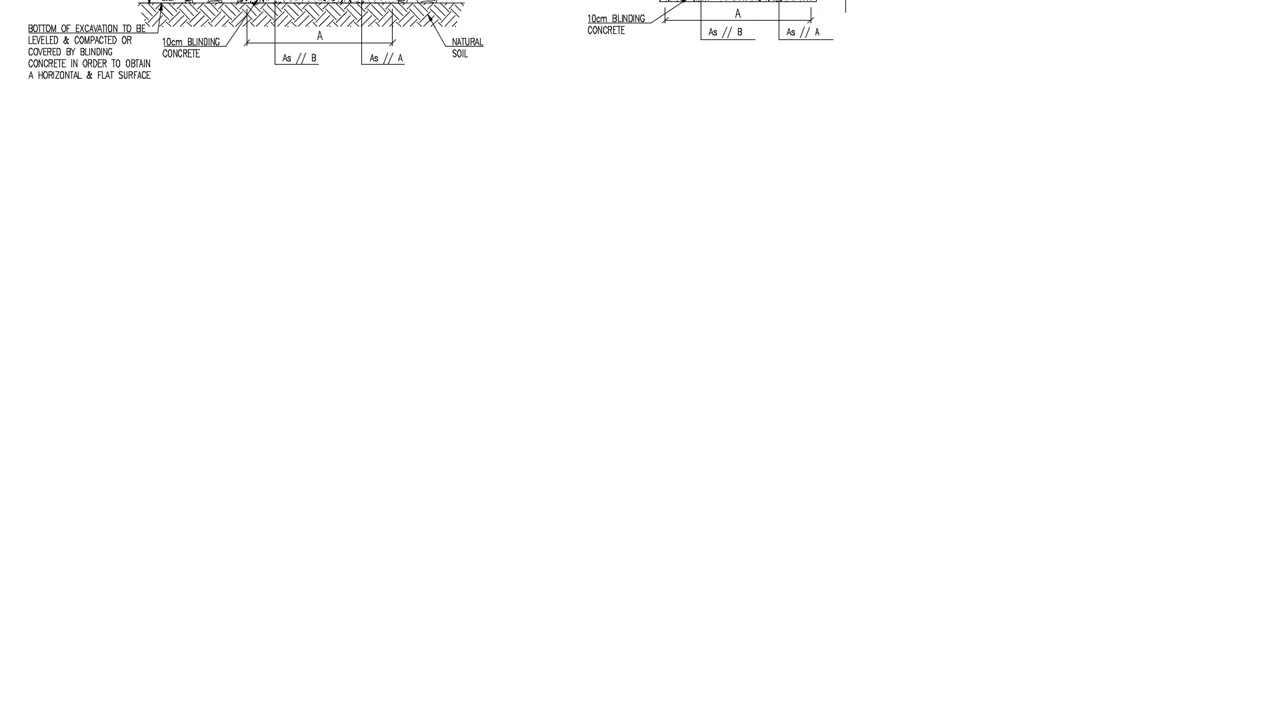 BOTTOM OF EXCAVATION TO BE
LEVELED & COMPACTED OR
COVERED BY BLINDING
CONCRETE IN ORDER TO OBTAIN
A HORIZONTAL & FLAT SURFACE
10cm BLINDING
CONCRETE
A
As // B
As // A
NATURAL
SOIL
10cm BLINDING
CONCRETE
A
As // B
As // A